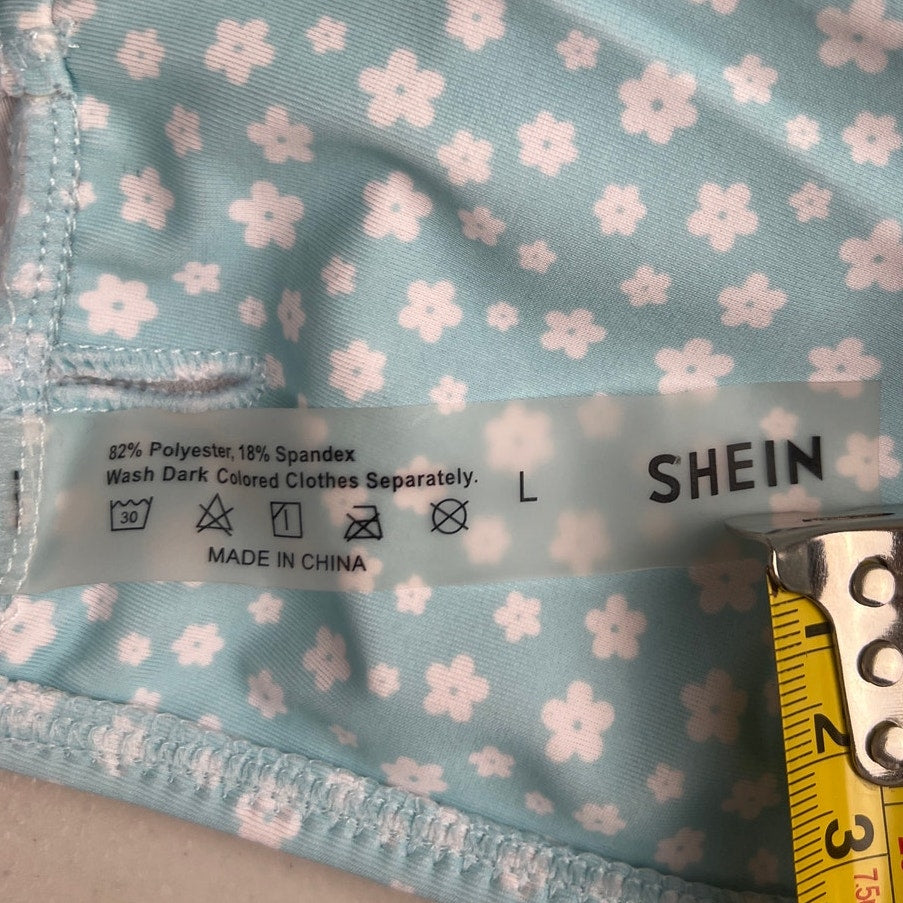 82% Polyester, 18% Spandex
Wash Dark Colored Clothes Separately.
30
MADE IN CHINA
L
SHEIN
1
2
3